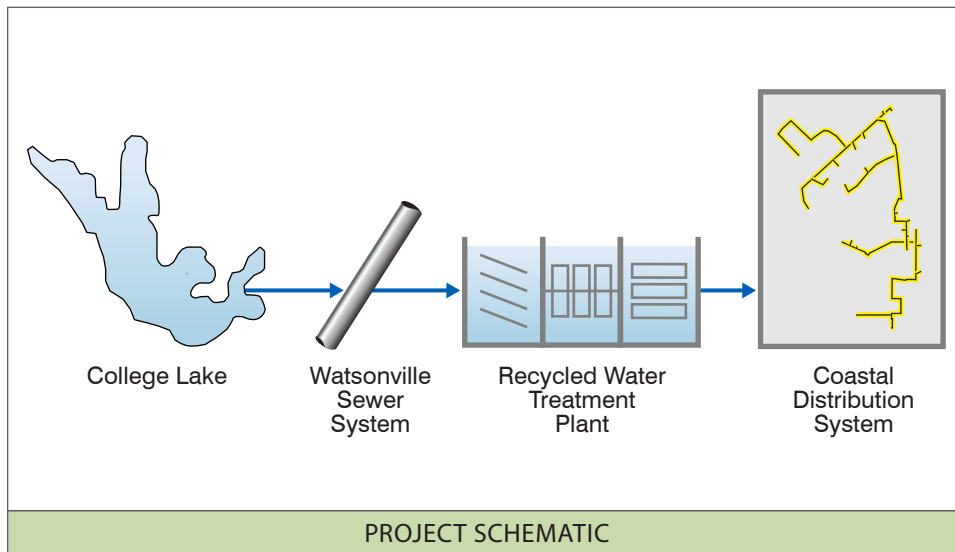 College Lake
Watsonville
Sewer
System
Recycled Water
Treatment
Plant
Coastal
Distribution
System
PROJECT SCHEMATIC